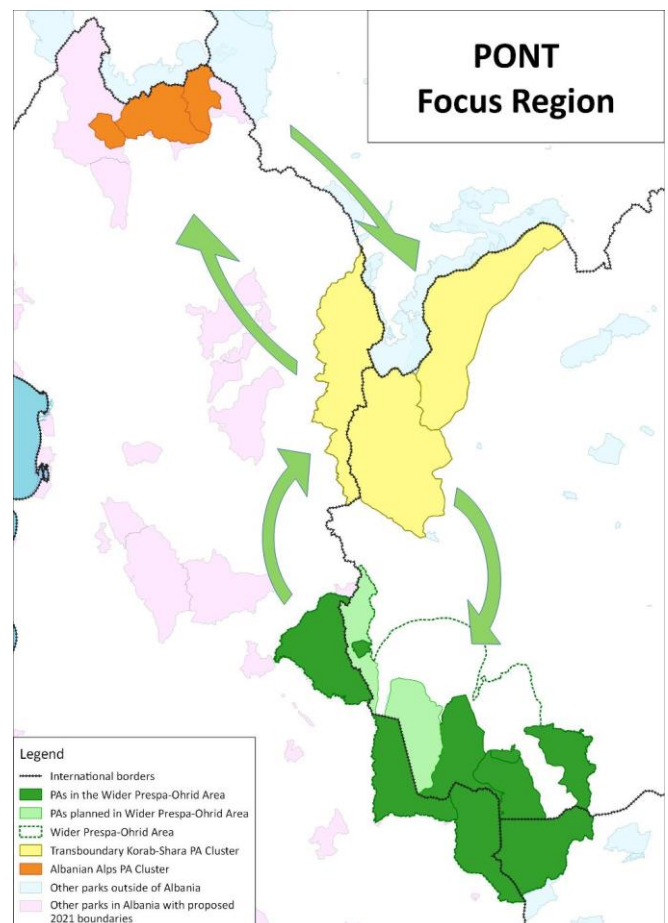 PONT
Focus Region
Legend
International borders
PAs in the Wider Prespa-Ohrid Area
PAs planned in Wider Prespa-Ohrid Area
Wider Prespa-Ohrid Area
Transboundary Korab-Shara PA Cluster
Albanian Alps PA Cluster
Other parks outside of Albania
Other parks in Albania with proposed
2021 boundaries